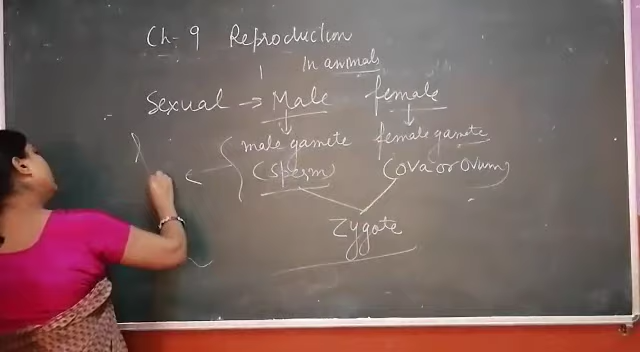 Ch- 9 Reproduction
In animals
Sexual → Male female
male gamete female gamete
(Sperm) (Ova or Ovum)
Zygote